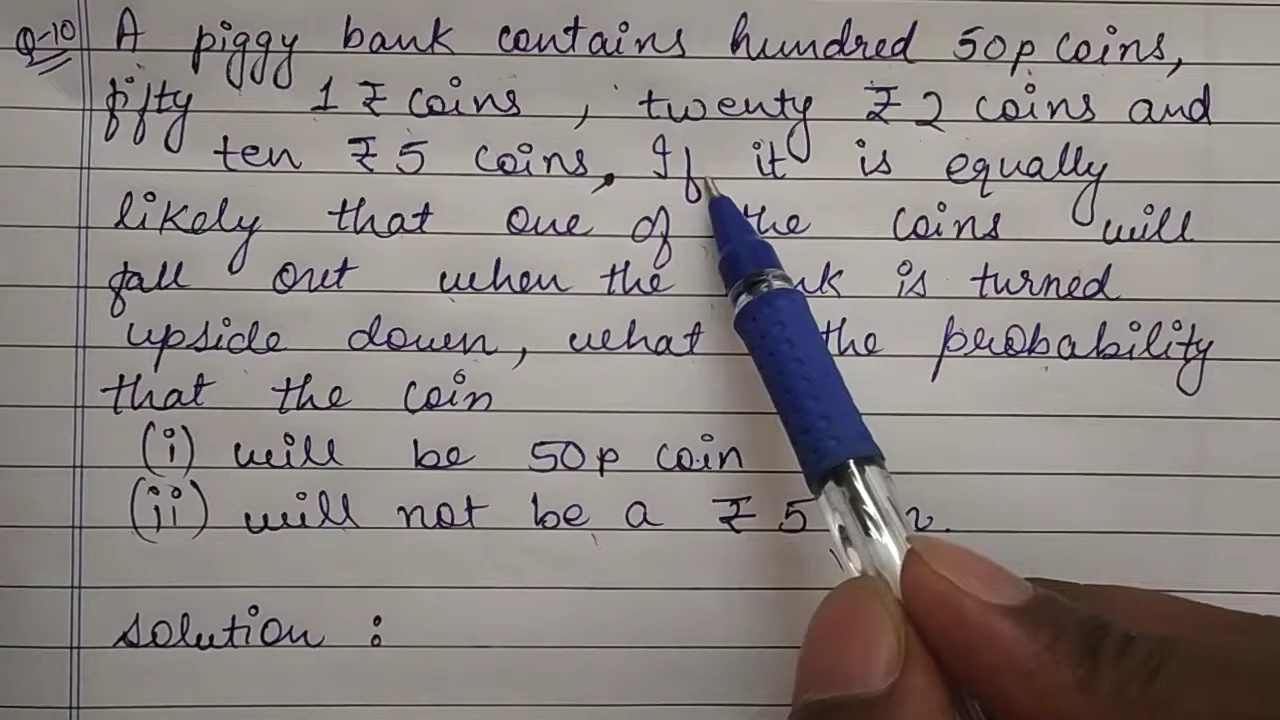 Q-10 A piggy bank contains hundred 50p coins,
fifty 1 ₹ coins, twenty ₹2 coins and
ten ₹5 coins. If it is equally
likely that one of the coins will
fall out when the is turned
upside down, what the probability
that the coin
(i) will be 50p coin
(ii) will not be a ₹ 5
solution :